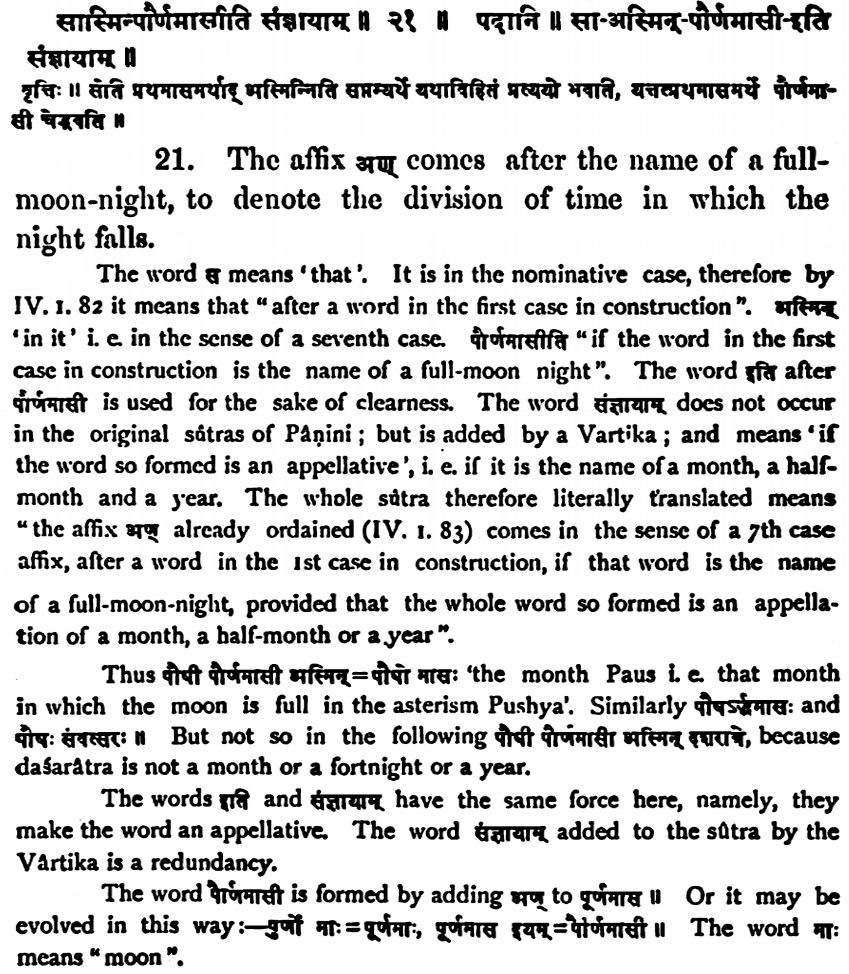 सास्मिन्पौर्णमासीति संज्ञायाम् ॥ २१ ॥ पदानि ॥ सा-अस्मिन्-पौर्णमासी-इति
संज्ञायाम् ॥
वृत्तिः ॥ सेति प्रथमासमर्थाद् अस्मिन्निति सप्तम्यर्थे यथाविहितं प्रत्ययो भवति, यत्तत्प्रथमासमर्थं पौर्णमा-
सी चेद्भवति ॥
21. The affix अण् comes after the name of a full-
moon-night, to denote the division of time in which the
night falls.
The word स means 'that'. It is in the nominative case, therefore by
IV. 1. 82 it means that "after a word in the first case in construction". अस्मिन्
'in it' i. e. in the sense of a seventh case. पौर्णमासीति "if the word in the first
case in construction is the name of a full-moon night". The word इति after
पौर्णमासी is used for the sake of clearness. The word संज्ञायाम् does not occur
in the original sûtras of Pâṇini ; but is added by a Vartika ; and means 'if
the word so formed is an appellative', i. e. if it is the name of a month, a half-
month and a year. The whole sûtra therefore literally translated means
"the affix अण् already ordained (IV. 1. 83) comes in the sense of a 7th case
affix, after a word in the 1st case in construction, if that word is the name
of a full-moon-night, provided that the whole word so formed is an appella-
tion of a month, a half-month or a year".
Thus पौषी पौर्णमासी अस्मिन्=पौषो मासः 'the month Paus i. e. that month
in which the moon is full in the asterism Pushya'. Similarly पौषऽर्द्धमासः and
पौषः संवत्सरः ॥ But not so in the following पौषी पौर्णमासी अस्मिन् दशरात्रे, because
daśarâtra is not a month or a fortnight or a year.
The words इति and संज्ञायाम् have the same force here, namely, they
make the word an appellative. The word संज्ञायाम् added to the sûtra by the
Vârtika is a redundancy.
The word पौर्णमासी is formed by adding अण् to पूर्णमास ॥ Or it may be
evolved in this way:—पुर्णो माः=पूर्णमाः, पूर्णमास इयम्=पौर्णमासी ॥ The word माः
means "moon".